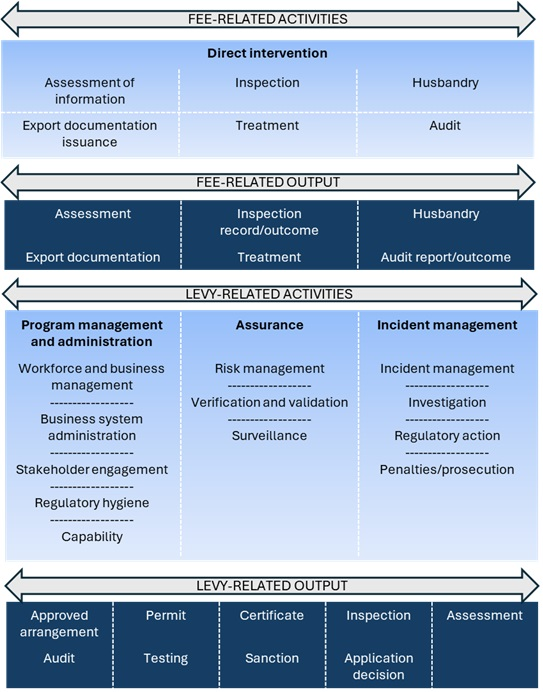 FEE-RELATED ACTIVITIES
Direct intervention
Assessment of
information
Inspection
Husbandry
Export documentation
issuance
Treatment
Audit
FEE-RELATED OUTPUT
Assessment
Inspection
record/outcome
Husbandry
Export documentation
Treatment
Audit report/outcome
LEVY-RELATED ACTIVITIES
Program management
and administration
Workforce and business
management
-----------------
Business system
administration
-----------------
Stakeholder engagement
-----------------
Regulatory hygiene
-----------------
Capability
Assurance
Risk management
-----------------
Verification and validation
-----------------
Surveillance
Incident management
Incident management
-----------------
Investigation
-----------------
Regulatory action
-----------------
Penalties/prosecution
LEVY-RELATED OUTPUT
Approved
arrangement
Permit
Certificate
Inspection
Assessment
Audit
Testing
Sanction
Application
decision